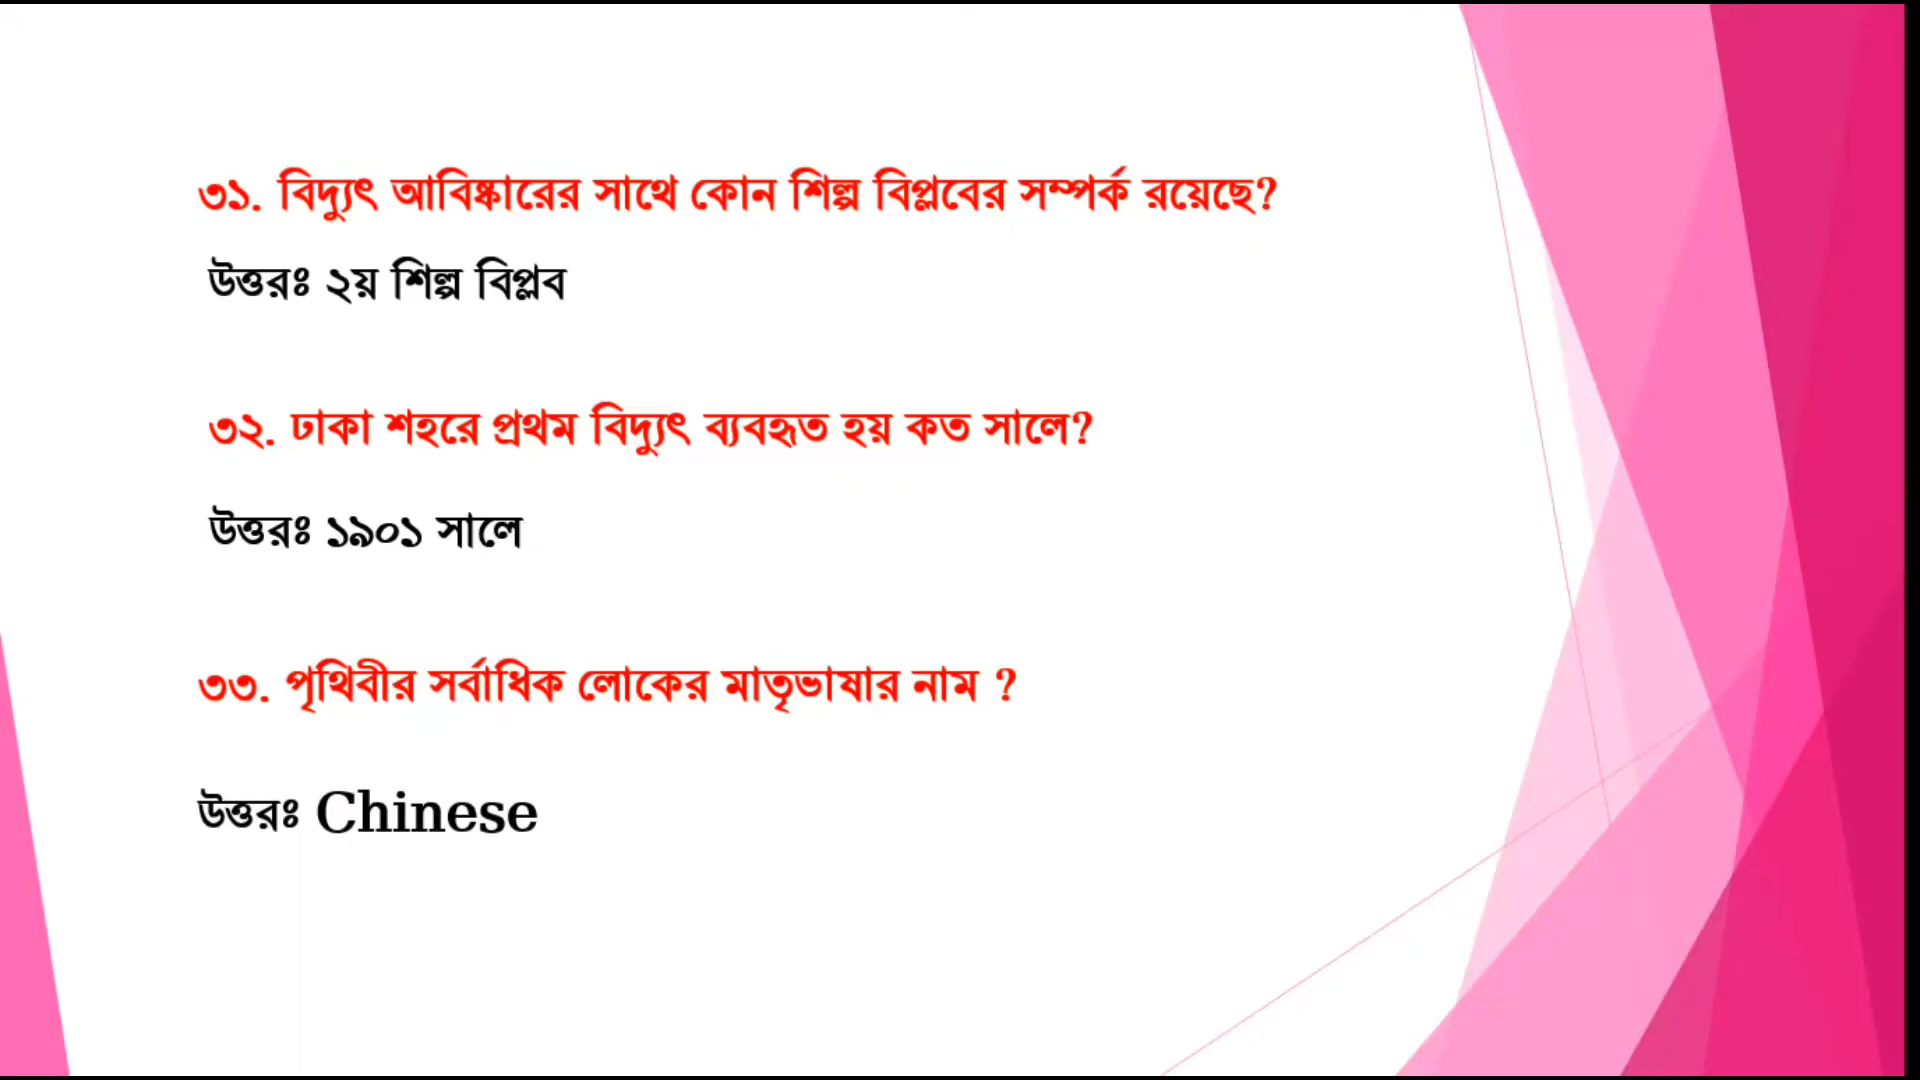 ৩১. বিদ্যুৎ আবিষ্কারের সাথে কোন শিল্প বিপ্লবের সম্পর্ক রয়েছে?
উত্তরঃ ২য় শিল্প বিপ্লব
৩২. ঢাকা শহরে প্রথম বিদ্যুৎ ব্যবহৃত হয় কত সালে?
উত্তরঃ ১৯০১ সালে
৩৩. পৃথিবীর সর্বাধিক লোকের মাতৃভাষার নাম ?
উত্তরঃ Chinese